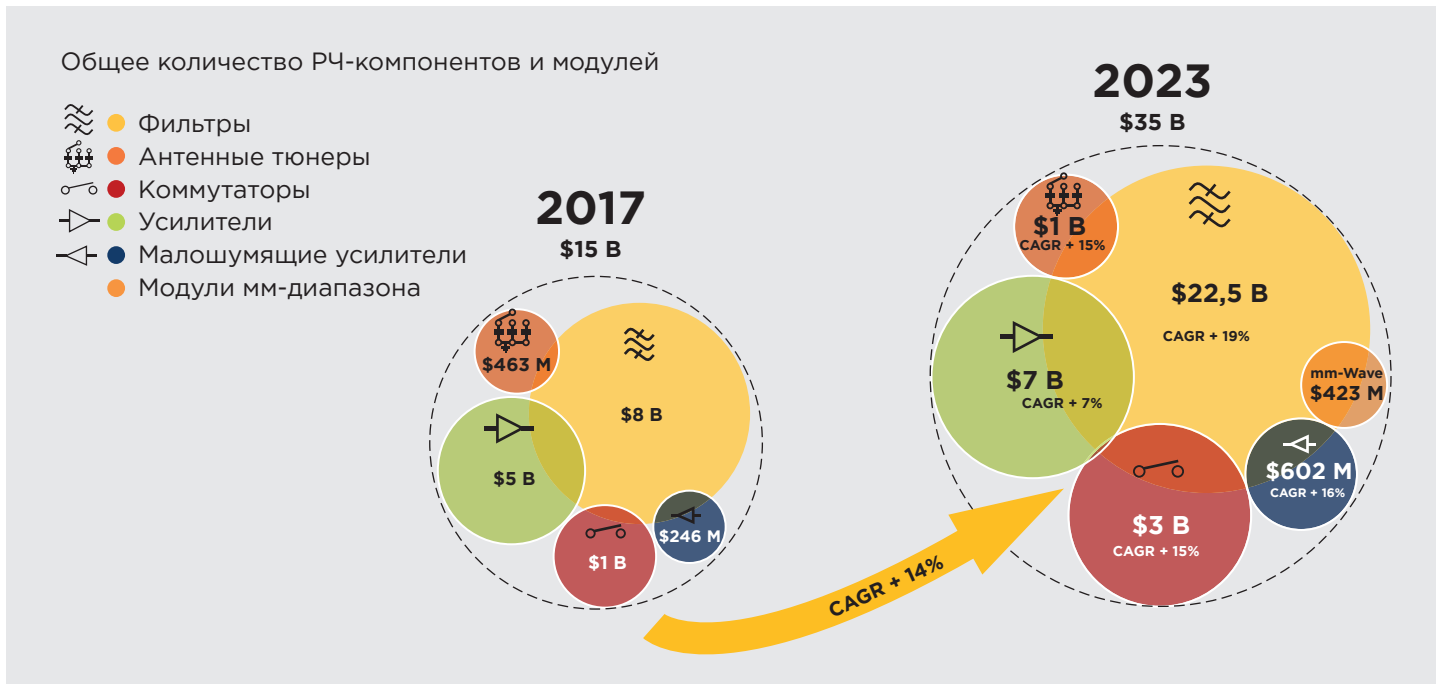 Общее количество РЧ-компонентов и модулей
Фильтры
Антенные тюнеры
Коммутаторы
Усилители
Малошумящие усилители
Модули мм-диапазона
2017
$15 B
$463 M
$8 B
$5 B
$1 B
$246 M
CAGR + 14%
2023
$35 B
$1 B
CAGR + 15%
$22,5 B
CAGR + 19%
$7 B
CAGR + 7%
mm-Wave
$423 M
$602 M
CAGR + 16%
$3 B
CAGR + 15%